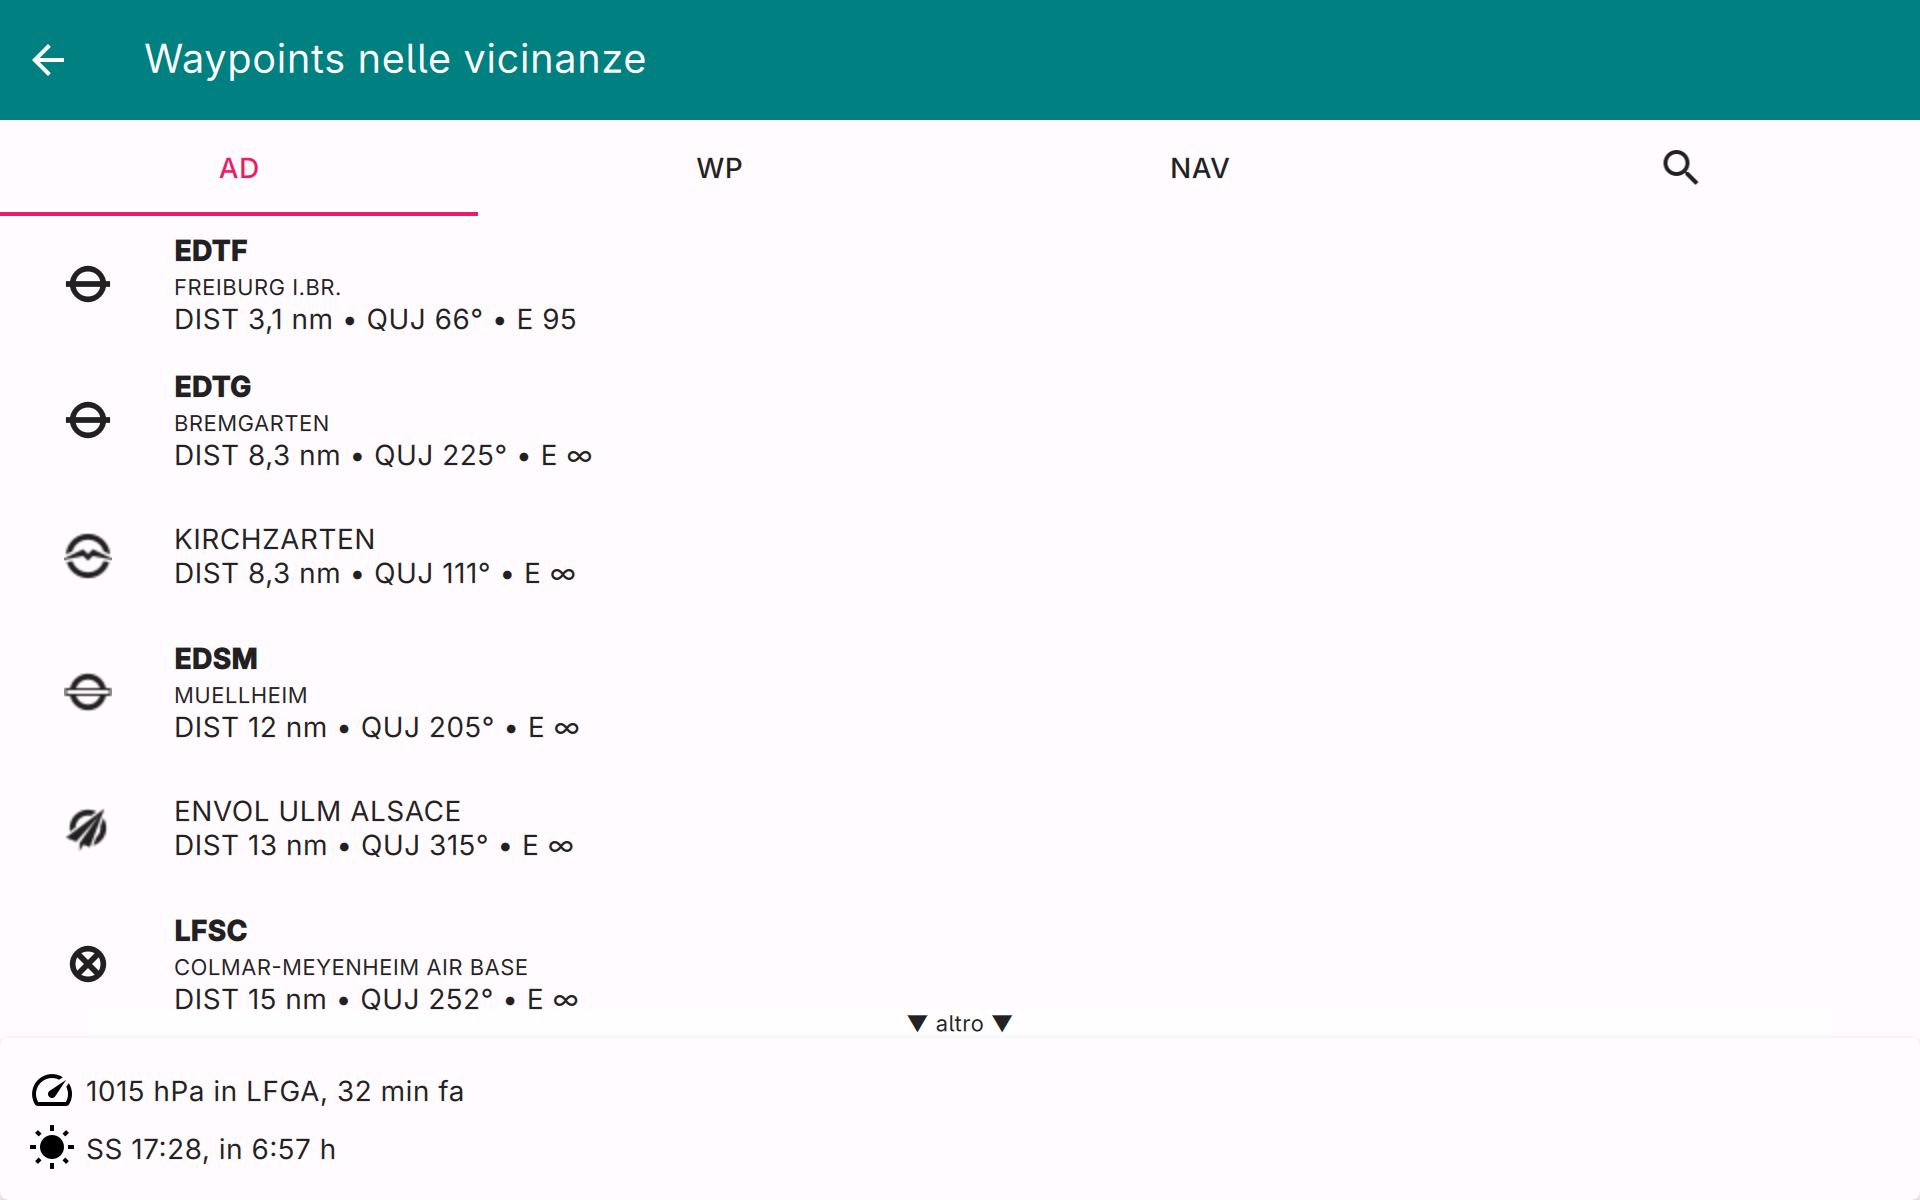 Waypoints nelle vicinanze
AD
WP
NAV
EDTF
FREIBURG I.BR.
DIST 3,1 nm • QUJ 66° • E 95
EDTG
BREMGARTEN
DIST 8,3 nm • QUJ 225° • E ∞
KIRCHZARTEN
DIST 8,3 nm • QUJ 111° • E ∞
EDSM
MUELLHEIM
DIST 12 nm • QUJ 205° • E ∞
ENVOL ULM ALSACE
DIST 13 nm • QUJ 315° • E ∞
LFSC
COLMAR-MEYENHEIM AIR BASE
DIST 15 nm • QUJ 252° • E ∞
▼ altro ▼
1015 hPa in LFGA, 32 min fa
SS 17:28, in 6:57 h